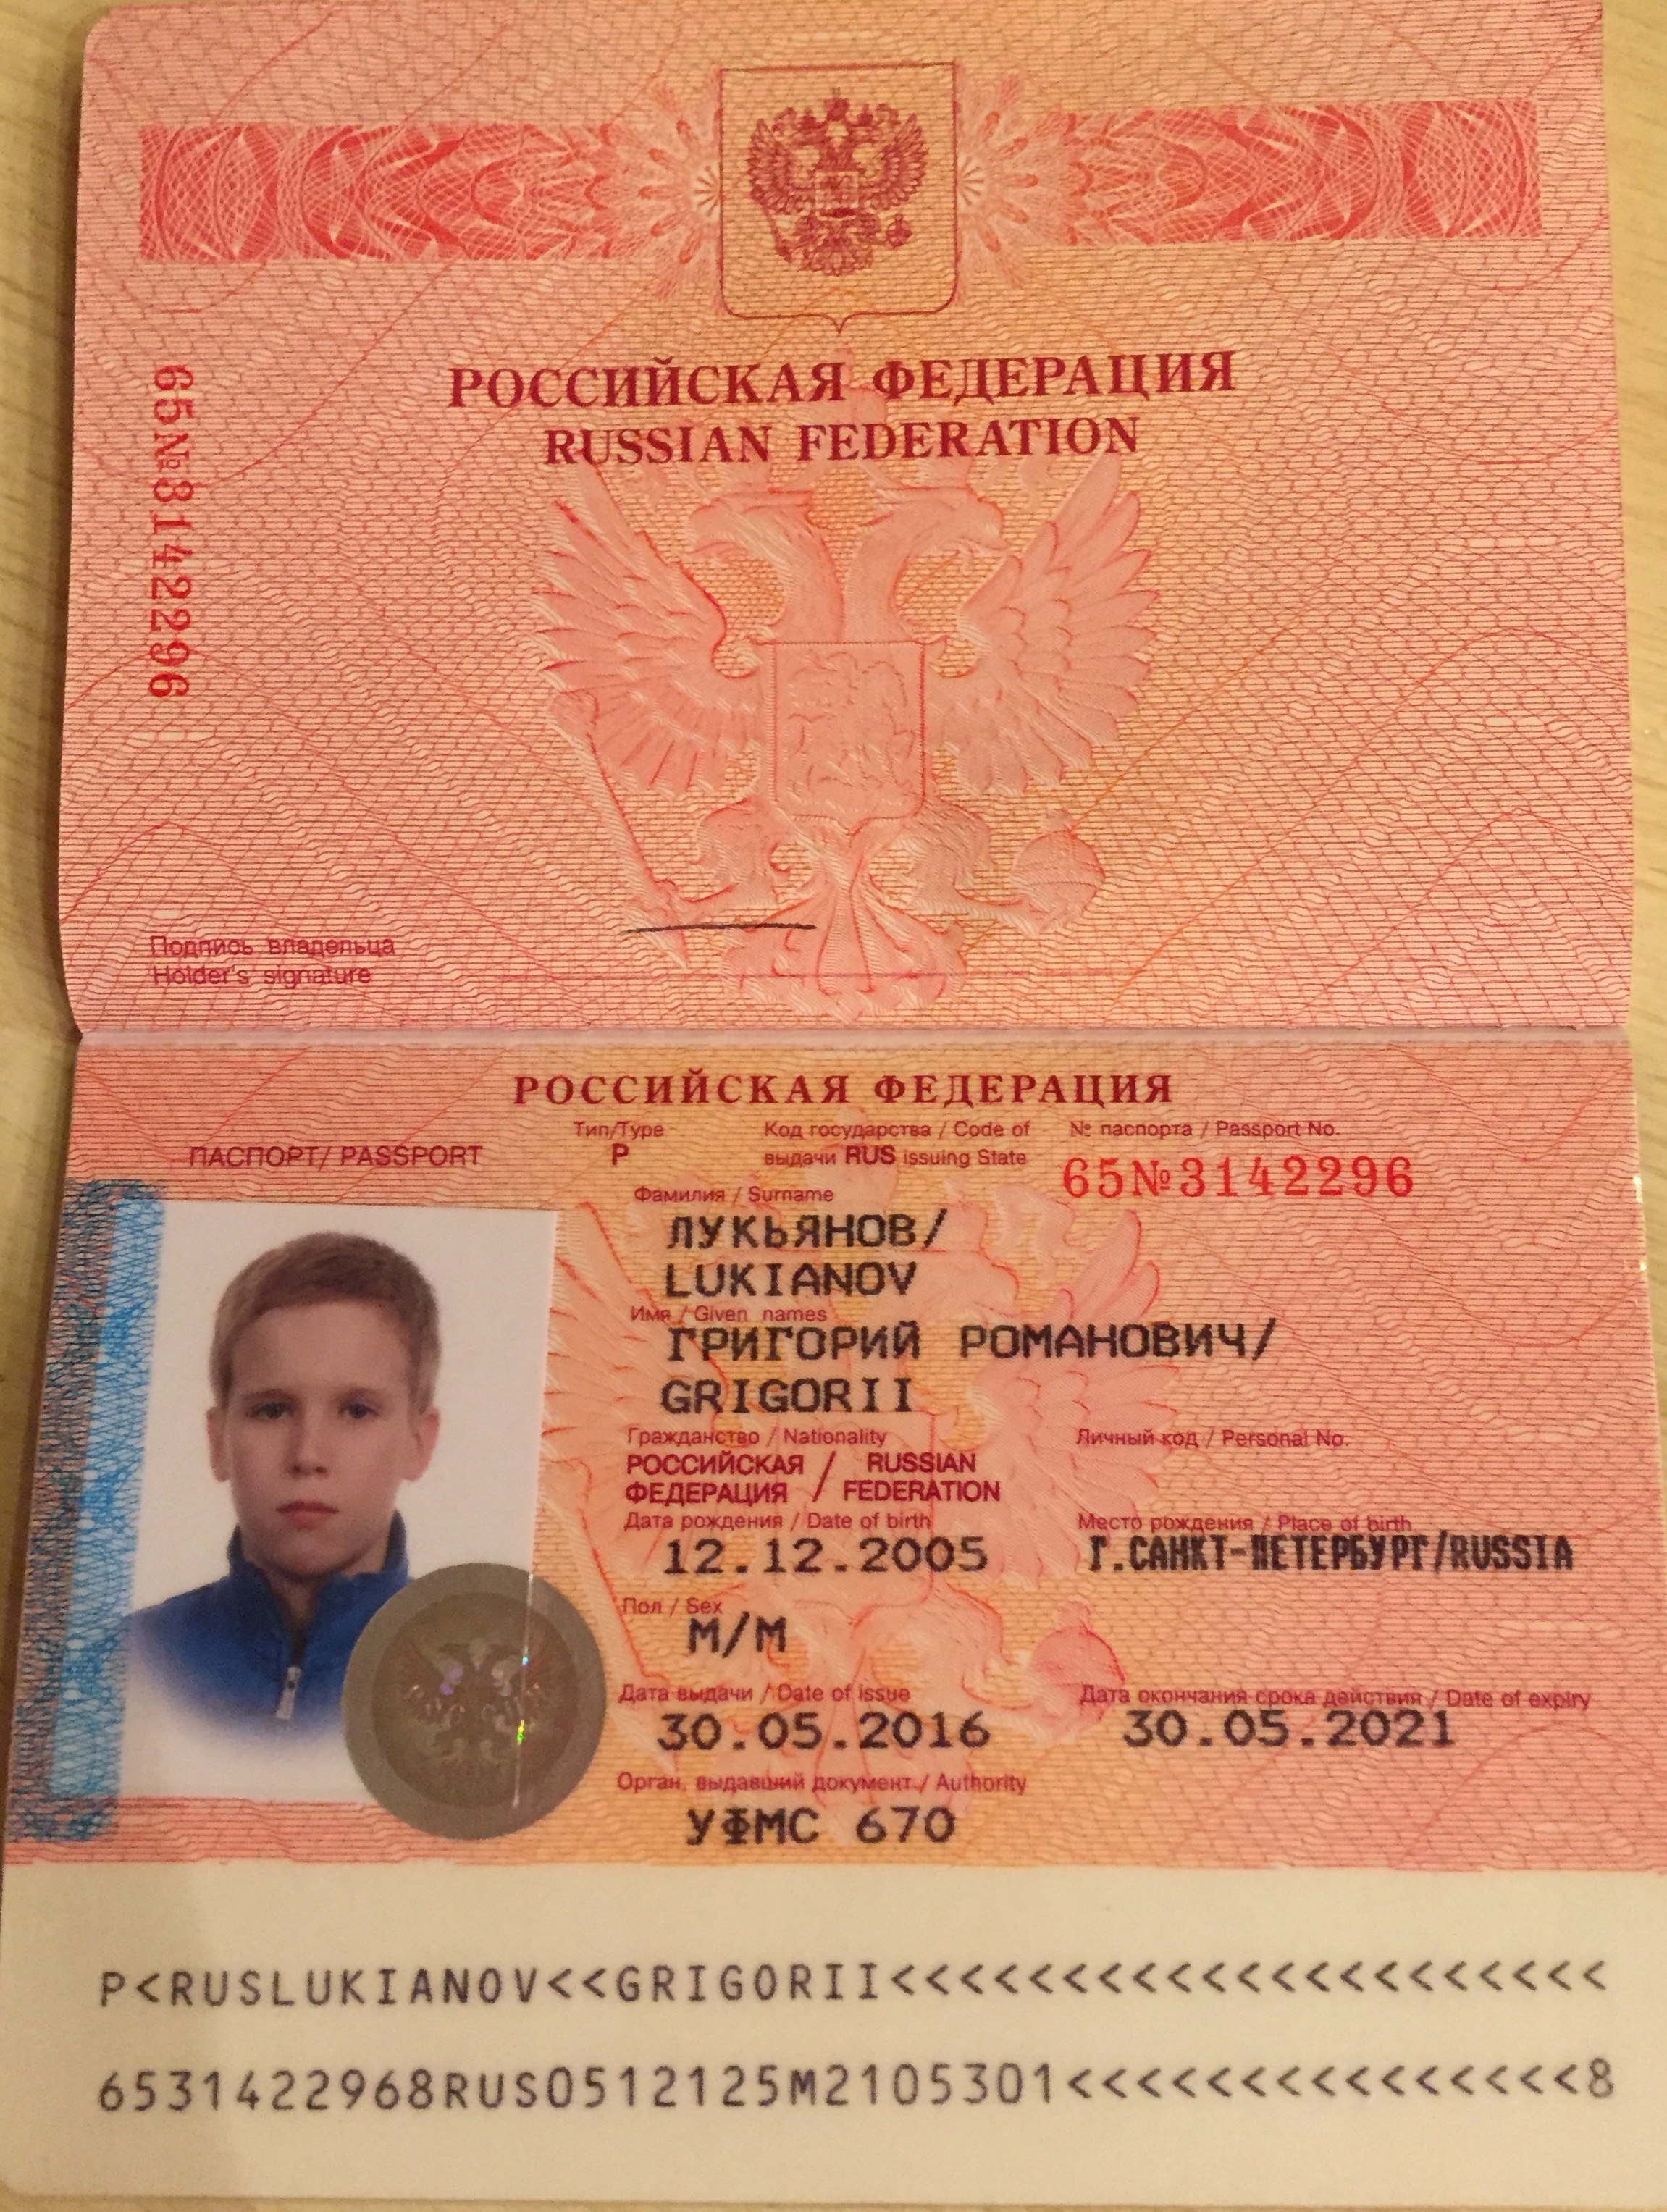 РОССИЙСКАЯ ФЕДЕРАЦИЯ
RUSSIAN FEDERATION
65№3142296
Подпись владельца
Holder's signature
РОССИЙСКАЯ ФЕДЕРАЦИЯ
ПАСПОРТ/ PASSPORT
Тип/Type
P
Код государства / Code of
выдачи RUS issuing State
№ паспорта / Passport No.
65№3142296
Фамилия / Surname
ЛУКЬЯНОВ/
LUKIANOV
Имя / Given names
ГРИГОРИЙ РОМАНОВИЧ/
GRIGORII
Гражданство / Nationality
РОССИЙСКАЯ / RUSSIAN
ФЕДЕРАЦИЯ / FEDERATION
Личный код / Personal No.
Дата рождения / Date of birth
12.12.2005
Место рождения / Place of birth
Г.САНКТ-ПЕТЕРБУРГ/RUSSIA
Пол / Sex
М/M
Дата выдачи / Date of issue
30.05.2016
Дата окончания срока действия / Date of expiry
30.05.2021
Орган, выдавший документ / Authority
УФМС 670
P<RUSLUKIANOV<<GRIGORII<<<<<<<<<<<<<<<<<<<<<
6531422968RUS0512125M2105301<<<<<<<<<<<<<<<8